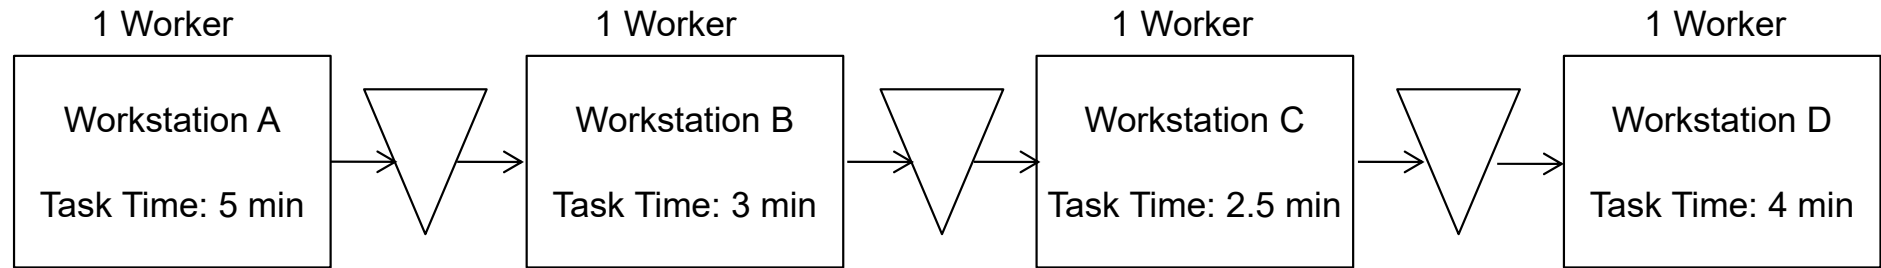 1 Worker
1 Worker
1 Worker
1 Worker
Workstation A
Workstation B
Workstation C
Workstation D
Task Time: 5 min
Task Time: 3 min
Task Time: 2.5 min
Task Time: 4 min